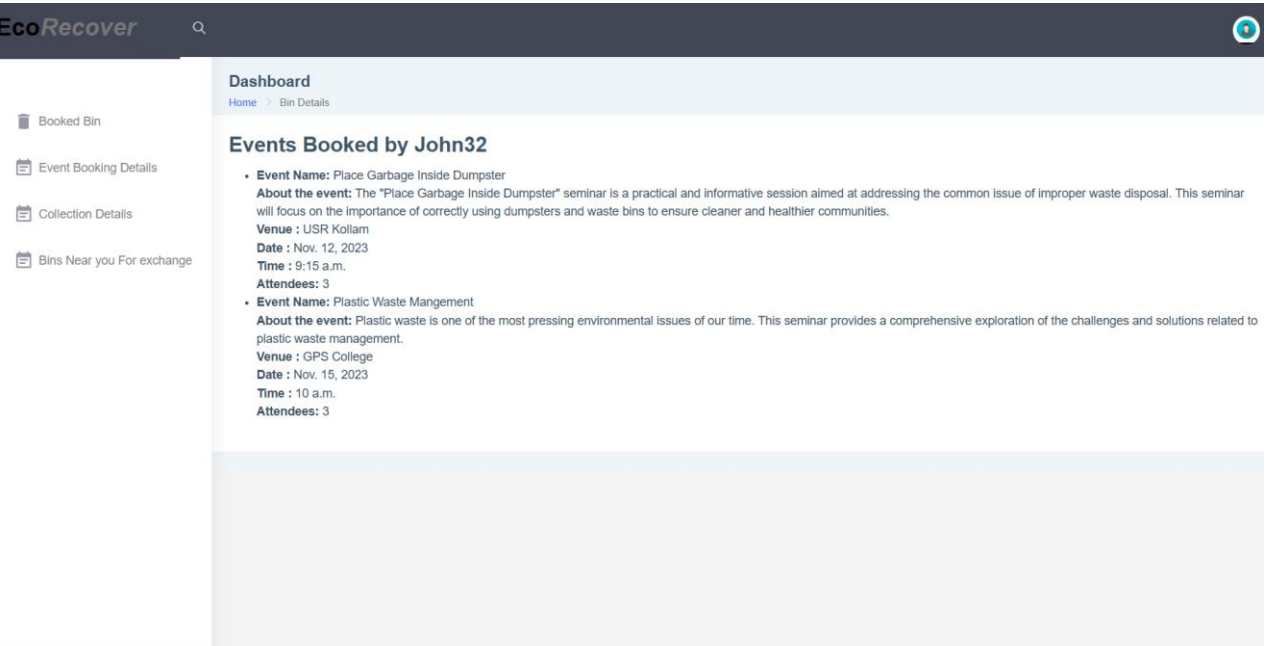 EcoRecover
Dashboard
Home > Bin Details
Booked Bin
Event Booking Details
Collection Details
Bins Near you For exchange
Events Booked by John32
• Event Name: Place Garbage Inside Dumpster
About the event: The "Place Garbage Inside Dumpster" seminar is a practical and informative session aimed at addressing the common issue of improper waste disposal. This seminar
will focus on the importance of correctly using dumpsters and waste bins to ensure cleaner and healthier communities.
Venue : USR Kollam
Date : Nov. 12, 2023
Time : 9:15 a.m.
Attendees: 3
• Event Name: Plastic Waste Mangement
About the event: Plastic waste is one of the most pressing environmental issues of our time. This seminar provides a comprehensive exploration of the challenges and solutions related to
plastic waste management.
Venue : GPS College
Date : Nov. 15, 2023
Time : 10 a.m.
Attendees: 3